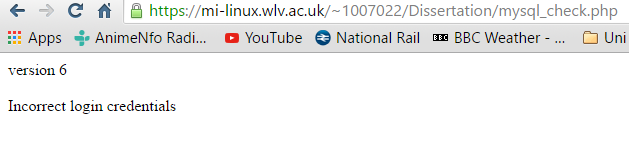 https://mi-linux.wlv.ac.uk/~1007022/Dissertation/mysql_check.php
Apps AnimeNfo Radi... YouTube National Rail BBC BBC Weather - ... Uni
version 6
Incorrect login credentials